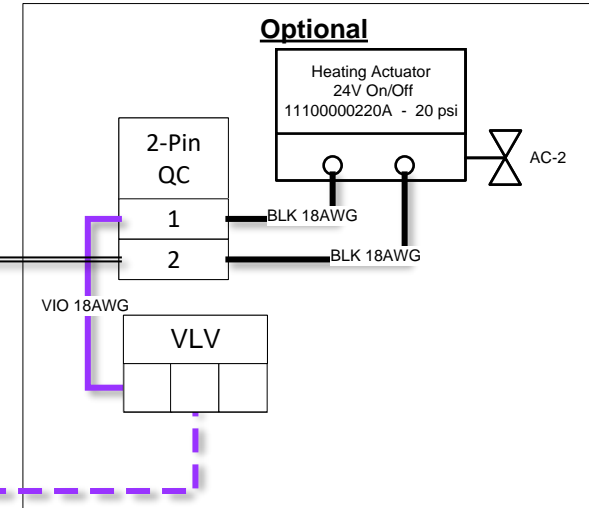 Optional
Heating Actuator
24V On/Off
11100000220A - 20 psi
AC-2
2-Pin
QC
1
BLK 18AWG
2
BLK 18AWG
VIO 18AWG
VLV